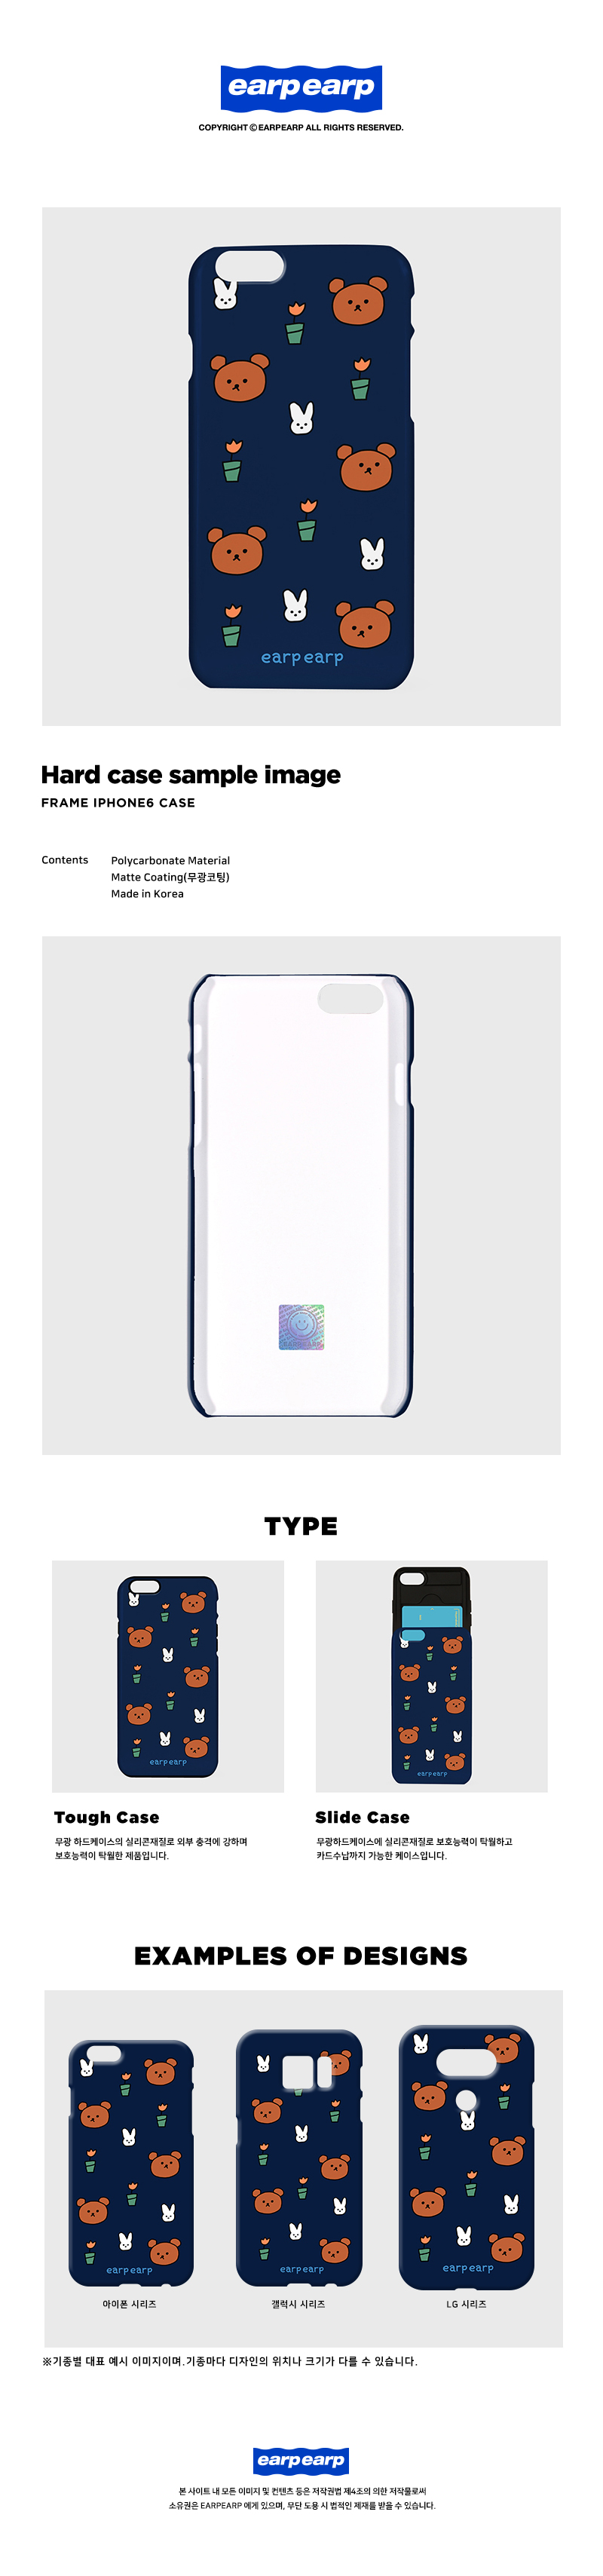 earp earp
COPYRIGHT © EARPEARP ALL RIGHTS RESERVED.
earp earp
Hard case sample image
FRAME IPHONE6 CASE
Contents
Polycarbonate Material
Matte Coating(무광코팅)
Made in Korea
EARPEARP
TYPE
earp earp
earp earp
Tough Case
무광 하드케이스의 실리콘재질로 외부 충격에 강하며
보호능력이 탁월한 제품입니다.
Slide Case
무광하드케이스에 실리콘재질로 보호능력이 탁월하고
카드수납까지 가능한 케이스입니다.
EXAMPLES OF DESIGNS
earp earp
earp earp
earp earp
아이폰 시리즈
갤럭시 시리즈
LG 시리즈
※기종별 대표 예시 이미지이며.기종마다 디자인의 위치나 크기가 다를 수 있습니다.
earp earp
본 사이트 내 모든 이미지 및 컨텐츠 등은 저작권법 제4조의 의한 저작물로써
소유권은 EARPEARP 에게 있으며, 무단 도용 시 법적인 제재를 받을 수 있습니다.